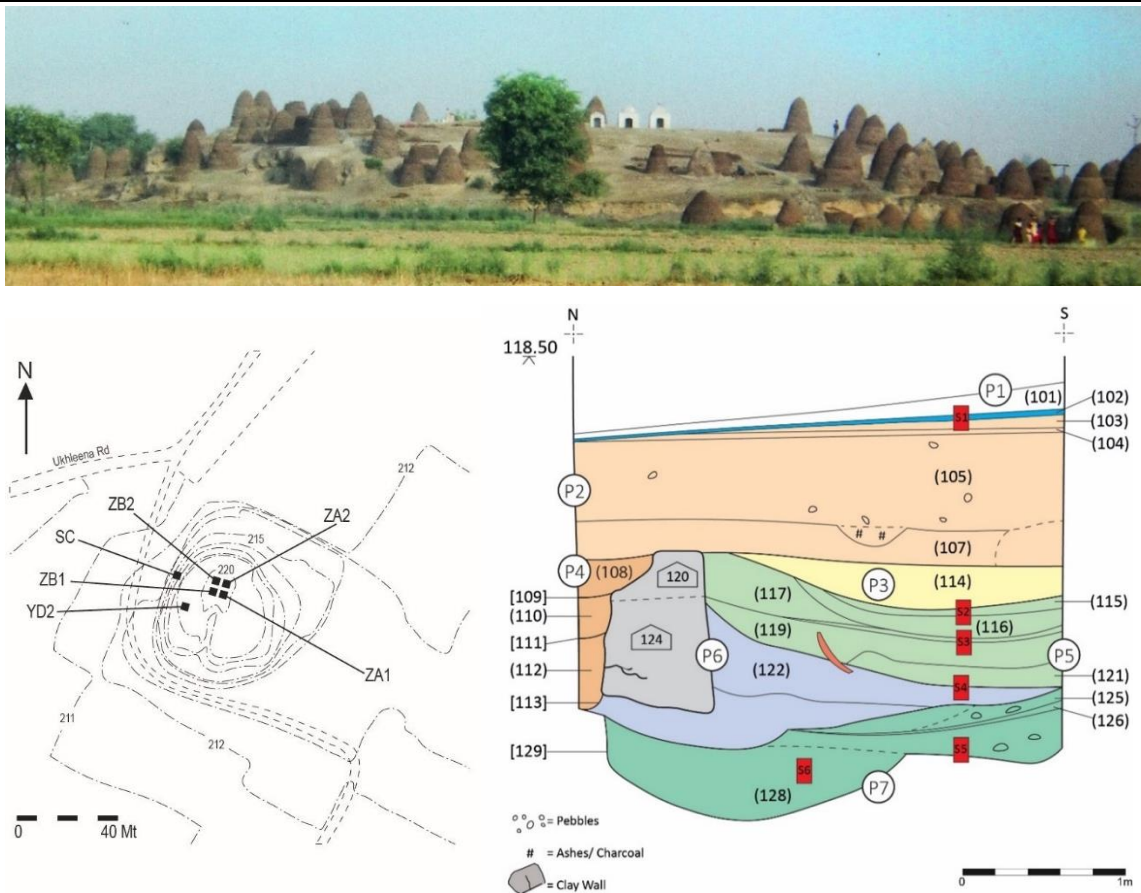 N
Ukhleena Rd
212
ZB2
ZA2
SC
215
220
ZB1
YD2
ZA1
211
212
0 40 Mt
N S
118.50
P1
(101)
(102)
S1
(103)
(104)
(105)
P2
# #
(107)
P4
(108)
120
P3
(114)
[109]
(117)
S2
(115)
(110)
(116)
S3
[111]
124
(119)
P6
P5
(112)
(122)
S4
(121)
[113]
(125)
(126)
[129]
S5
S6
(128)
P7
= Pebbles
# = Ashes/ Charcoal
= Clay Wall
0 1m